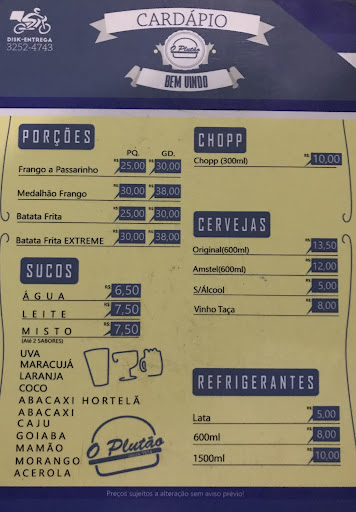 DISK-ENTREGA
3252-4743
CARDÁPIO
O Plutão
BEM VINDO
PORÇÕES
PQ. GD.
Frango a Passarinho R$ 25,00 R$ 30,00
Medalhão Frango R$ 30,00 R$ 38,00
Batata Frita R$ 25,00 R$ 30,00
Batata Frita EXTREME R$ 30,00 R$ 38,00
SUCOS
ÁGUA R$ 6,50
LEITE R$ 7,50
MISTO R$ 7,50
(Até 2 SABORES)
UVA
MARACUJÁ
LARANJA
COCO
ABACAXI HORTELÃ
ABACAXI
CAJU
GOIABA
MAMÃO
MORANGO
ACEROLA
O Plutão
CHOPP
Chopp (300ml) R$ 10,00
CERVEJAS
Original(600ml) R$ 13,50
Amstel(600ml) R$ 12,00
S/Álcool R$ 5,00
Vinho Taça R$ 8,00
REFRIGERANTES
Lata R$ 5,00
600ml R$ 8,00
1500ml R$ 10,00
Preços sujeitos a alteração sem aviso prévio!